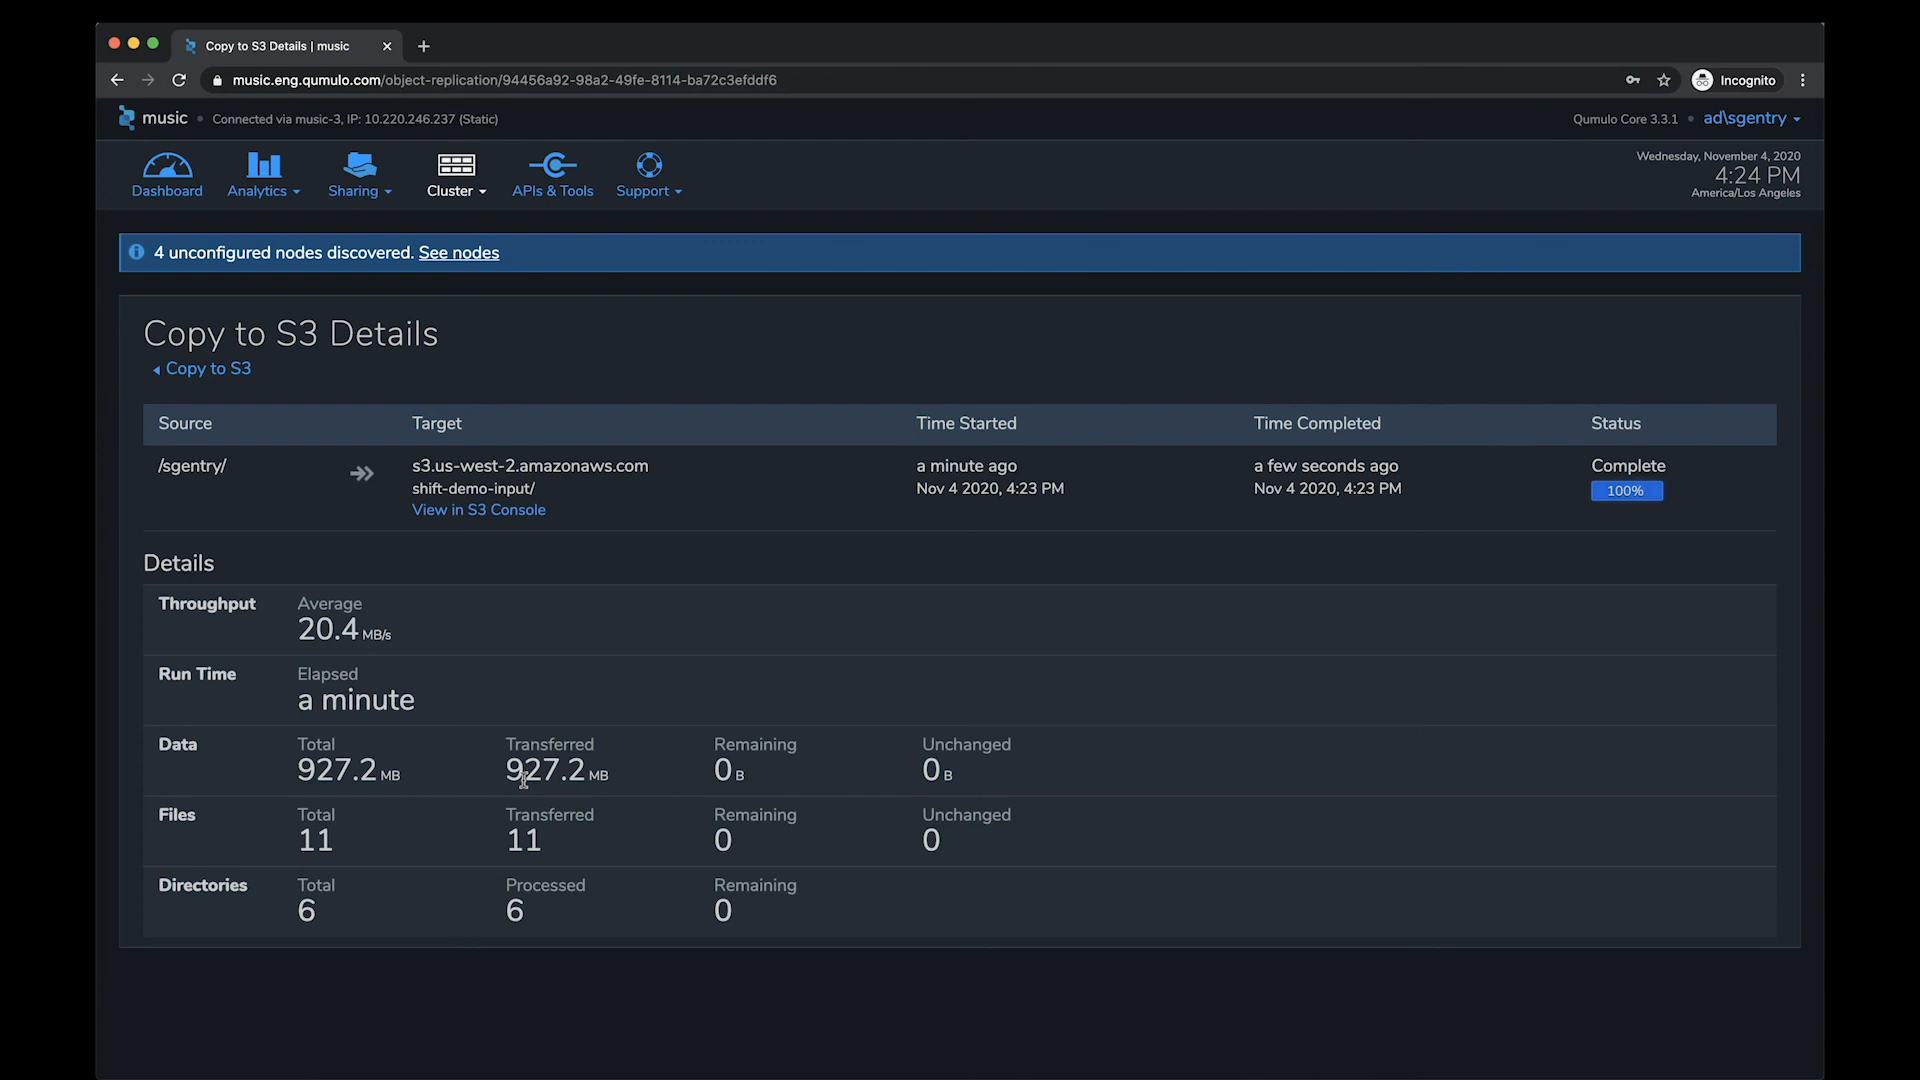 Copy to S3 Details | music
music.eng.qumulo.com/object-replication/94456a92-98a2-49fe-8114-ba72c3efddf6
Incognito
music • Connected via music-3, IP: 10.220.246.237 (Static)
Qumulo Core 3.3.1 • ad\sgentry
Dashboard
Analytics
Sharing
Cluster
APIs & Tools
Support
Wednesday, November 4, 2020
4:24 PM
America/Los Angeles
4 unconfigured nodes discovered. See nodes
Copy to S3 Details
Copy to S3
Source Target Time Started Time Completed Status
/sgentry/ s3.us-west-2.amazonaws.com a minute ago a few seconds ago Complete
shift-demo-input/ Nov 4 2020, 4:23 PM Nov 4 2020, 4:23 PM 100%
View in S3 Console
Details
Throughput Average
20.4 MB/s
Run Time Elapsed
a minute
Data Total Transferred Remaining Unchanged
927.2 MB 927.2 MB 0 B 0 B
Files Total Transferred Remaining Unchanged
11 11 0 0
Directories Total Processed Remaining
6 6 0